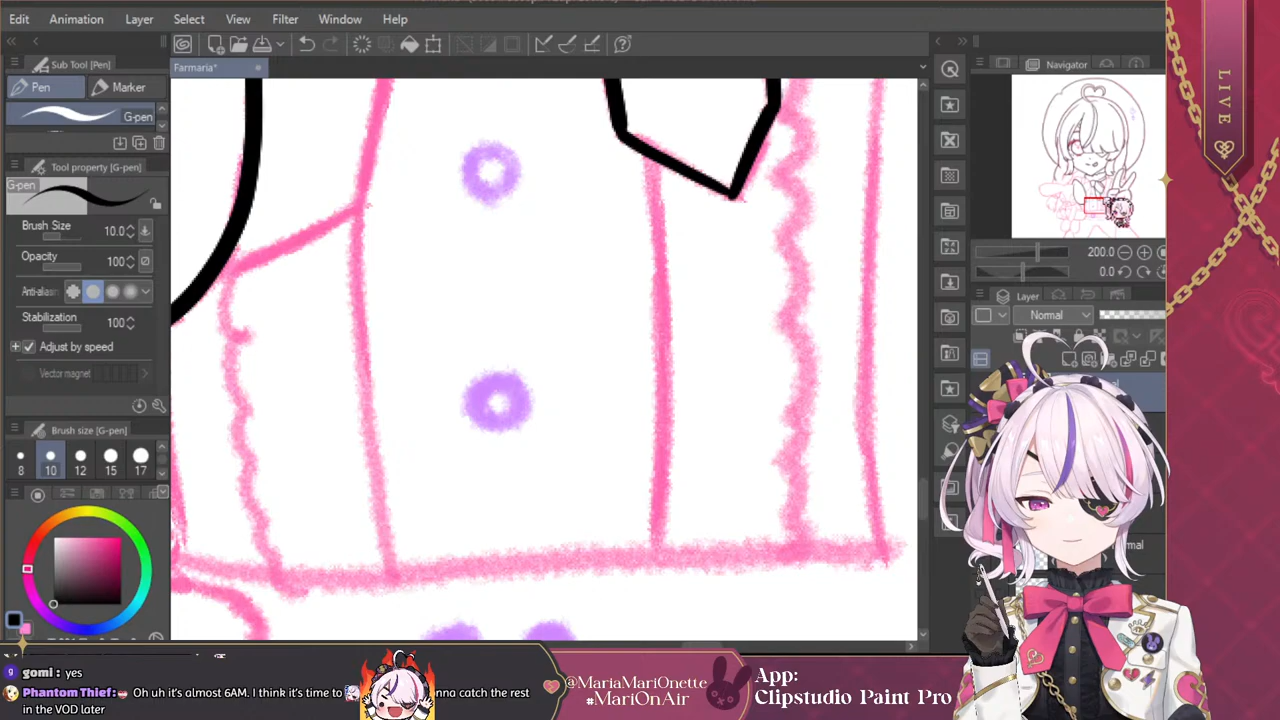 Edit Animation Layer Select View Filter Window Help
Sub Tool [Pen]
Farmaria*
Navigator
Pen Marker
G-pen
Tool property [G-pen]
G-pen
Brush Size 10.0
Opacity 100
Anti-alias
Stabilization 100
Adjust by speed
Vector magnet
Brush size [G-pen]
8 10 12 15 17
200.0
0.0
Layer
Normal
LIVE
gomi : yes
PhantomThief: Oh uh it's almost 6AM. I think it's time to
nna catch the rest
in the VOD later
@MariaMariOnette
#MariOnAir
App:
Clipstudio Paint Pro